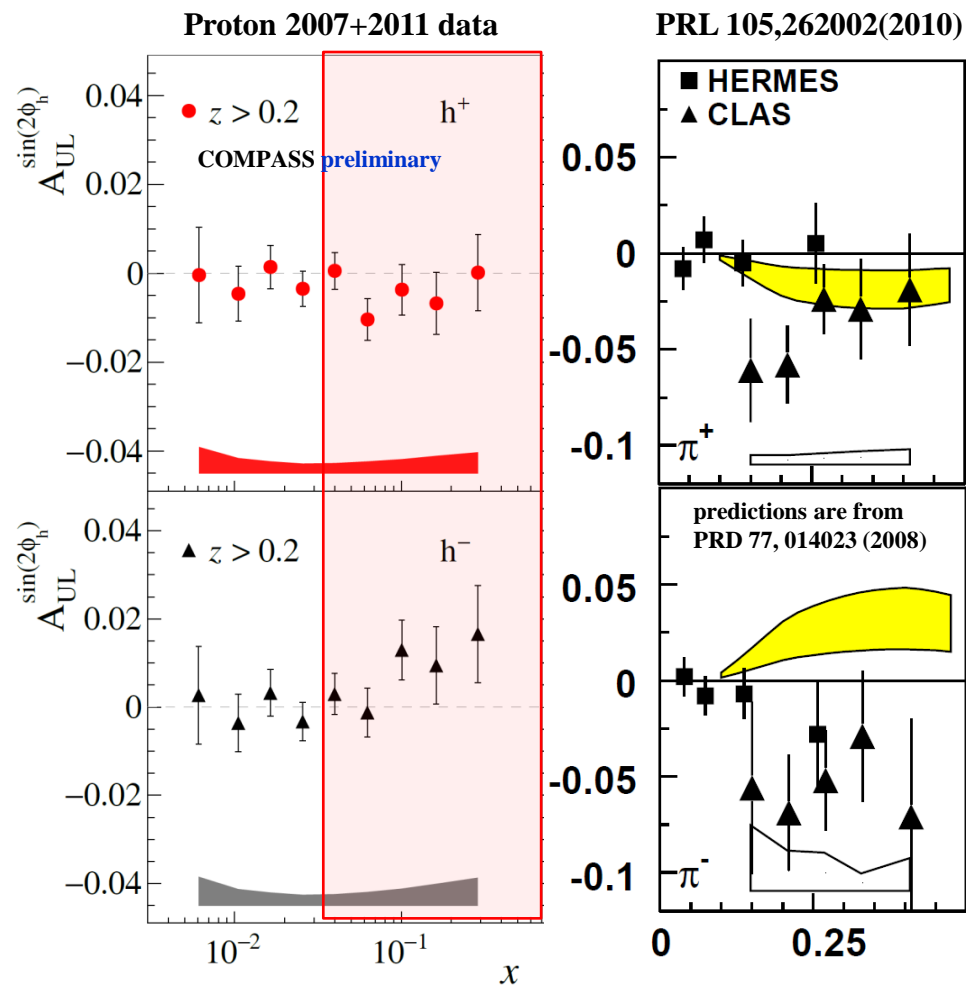 Proton 2007+2011 data
PRL 105,262002(2010)
A_UL^sin(2ϕ_h)
0.04
0.02
0
−0.02
−0.04
z > 0.2
h⁺
COMPASS preliminary
A_UL^sin(2ϕ_h)
0.04
0.02
0
−0.02
−0.04
z > 0.2
h⁻
10⁻²
10⁻¹
x
HERMES
CLAS
0.05
0
-0.05
-0.1
π⁺
predictions are from
PRD 77, 014023 (2008)
0.05
0
-0.05
-0.1
π⁻
0
0.25